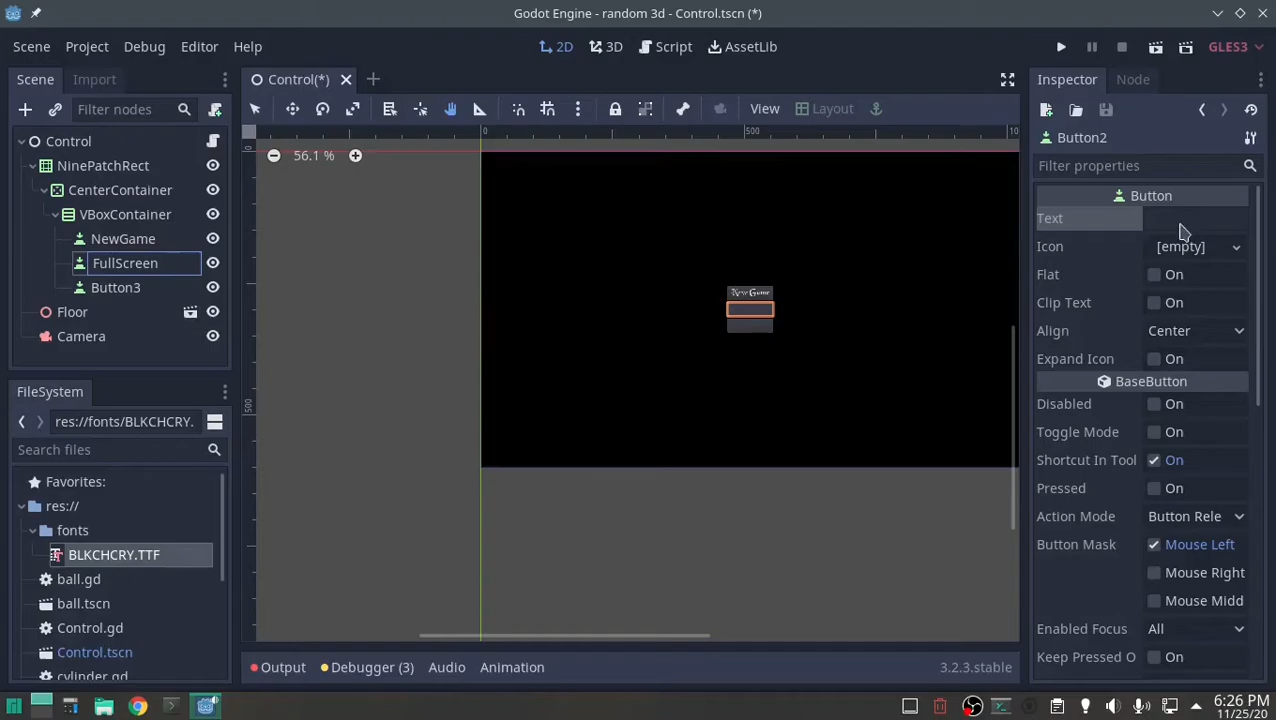 Godot Engine - random 3d - Control.tscn (*)
Scene Project Debug Editor Help
2D 3D Script AssetLib
GLES3
Scene Import
Filter nodes
Control
NinePatchRect
CenterContainer
VBoxContainer
NewGame
FullScreen
Button3
Floor
Camera
FileSystem
res://fonts/BLKCHCRY.
Search files
Favorites:
res://
fonts
BLKCHCRY.TTF
ball.gd
ball.tscn
Control.gd
Control.tscn
cylinder.gd
Control(*)
View Layout
0 500 10
0
500
56.1 %
New Game
Output Debugger (3) Audio Animation
3.2.3.stable
Inspector Node
Button2
Filter properties
Button
Text
Icon [empty]
Flat On
Clip Text On
Align Center
Expand Icon On
BaseButton
Disabled On
Toggle Mode On
Shortcut In Tool On
Pressed On
Action Mode Button Rele
Button Mask Mouse Left
Mouse Right
Mouse Midd
Enabled Focus All
Keep Pressed O On
6:26 PM
11/25/20